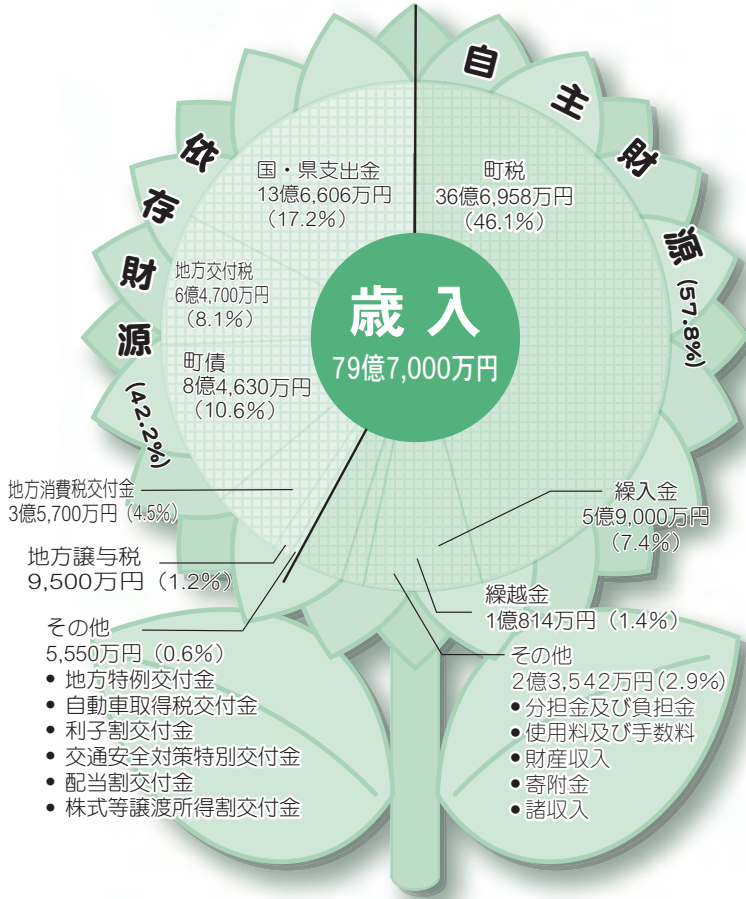 歳入
79億7,000万円
自主財源(57.8%)
町税
36億6,958万円
(46.1%)
繰入金
5億9,000万円
(7.4%)
繰越金
1億814万円(1.4%)
その他
2億3,542万円(2.9%)
• 分担金及び負担金
• 使用料及び手数料
• 財産収入
• 寄附金
• 諸収入
依存財源(42.2%)
国・県支出金
13億6,606万円
(17.2%)
地方交付税
6億4,700万円
(8.1%)
町債
8億4,630万円
(10.6%)
地方消費税交付金
3億5,700万円(4.5%)
地方譲与税
9,500万円(1.2%)
その他
5,550万円(0.6%)
• 地方特例交付金
• 自動車取得税交付金
• 利子割交付金
• 交通安全対策特別交付金
• 配当割交付金
• 株式等譲渡所得割交付金